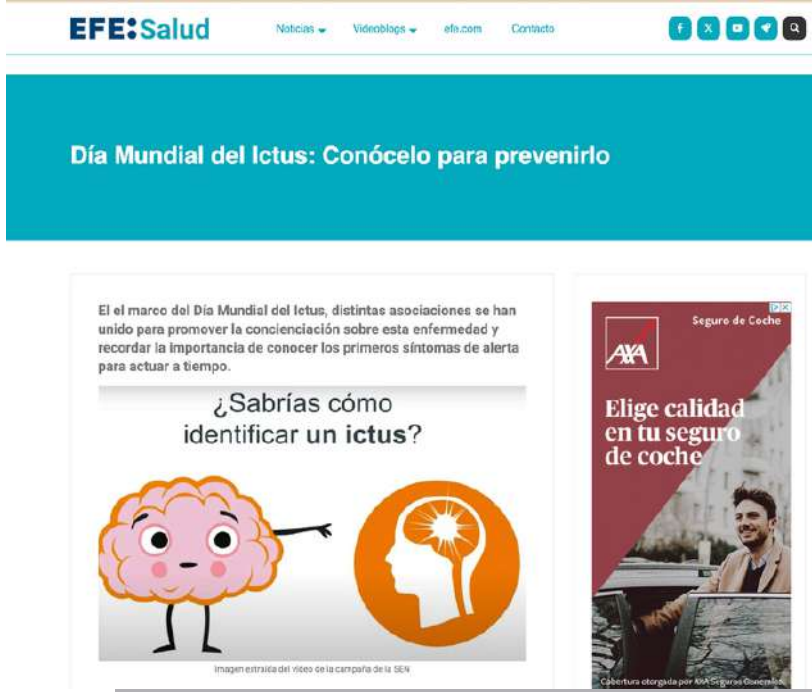 EFE:Salud
Noticias
Videoblogs
efe.com
Contacto
Día Mundial del Ictus: Conócelo para prevenirlo
El el marco del Día Mundial del Ictus, distintas asociaciones se han
unido para promover la concienciación sobre esta enfermedad y
recordar la importancia de conocer los primeros síntomas de alerta
para actuar a tiempo.
¿Sabrías cómo
identificar un ictus?
Imagen extraída del vídeo de la campaña de la SEN
Seguro de Coche
AXA
Elige calidad
en tu seguro
de coche
Cobertura otorgada por AXA Seguros Generales